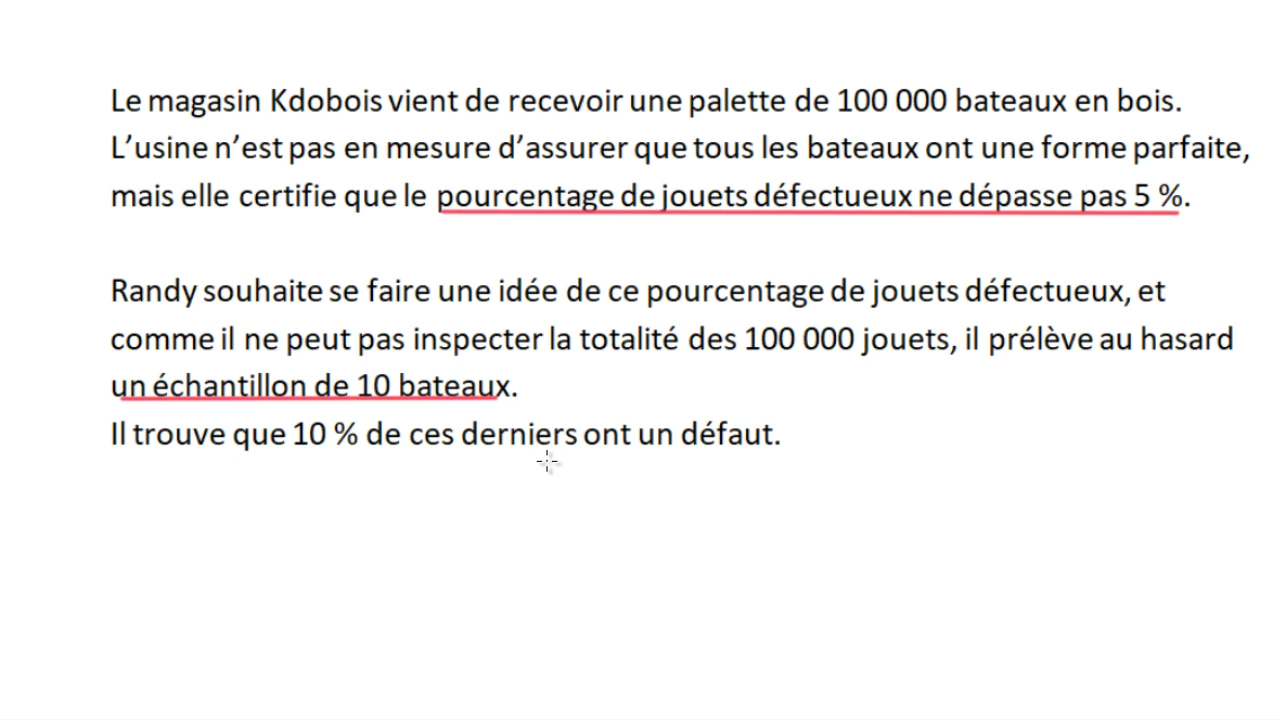 Le magasin Kdobois vient de recevoir une palette de 100 000 bateaux en bois.
L’usine n’est pas en mesure d’assurer que tous les bateaux ont une forme parfaite,
mais elle certifie que le pourcentage de jouets défectueux ne dépasse pas 5 %.
Randy souhaite se faire une idée de ce pourcentage de jouets défectueux, et
comme il ne peut pas inspecter la totalité des 100 000 jouets, il prélève au hasard
un échantillon de 10 bateaux.
Il trouve que 10 % de ces derniers ont un défaut.